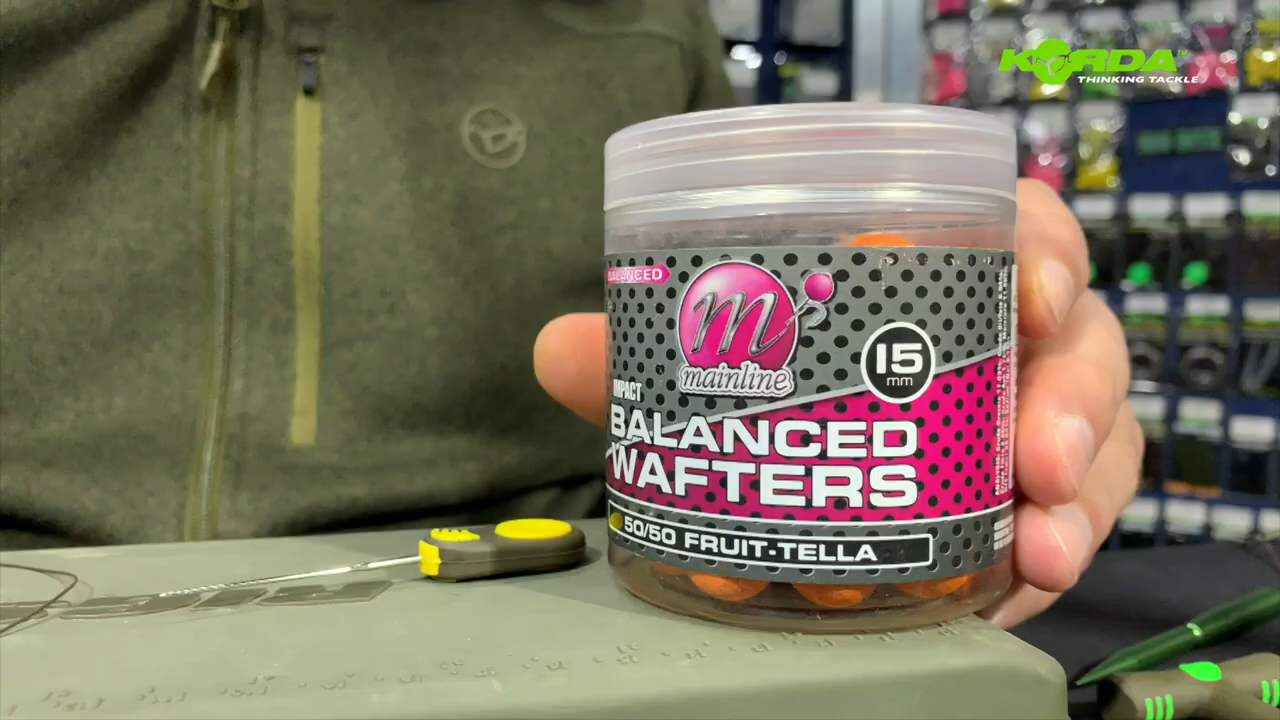 KORDA
THINKING TACKLE
BALANCED
m
mainline
15
mm
IMPACT
BALANCED
WAFTERS
50/50 FRUIT-TELLA